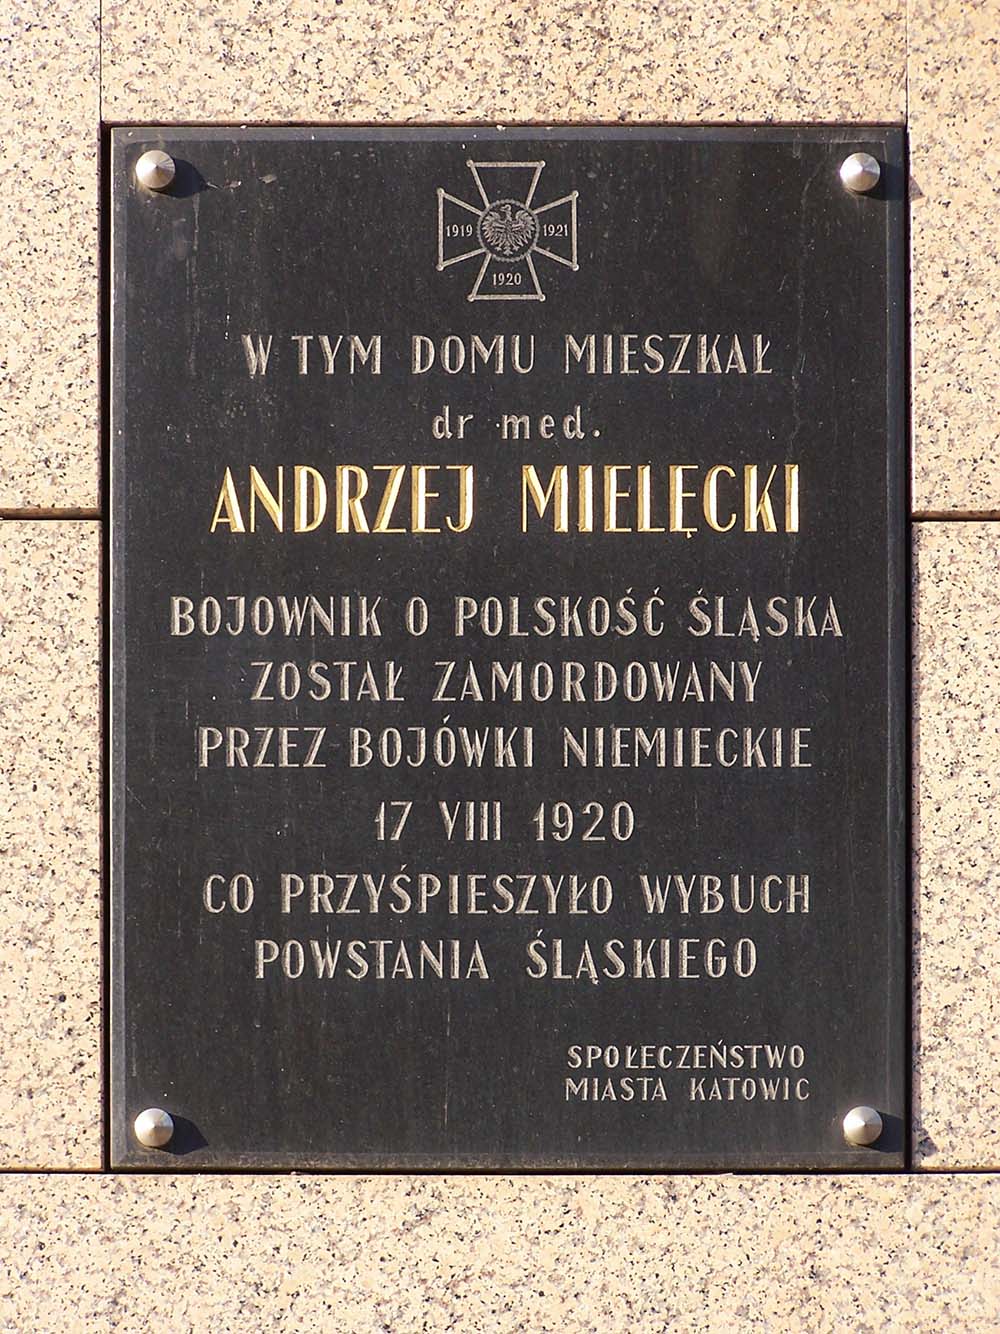 1919 1921
1920
W TYM DOMU MIESZKAŁ
dr med.
ANDRZEJ MIELĘCKI
BOJOWNIK O POLSKOŚĆ ŚLĄSKA
ZOSTAŁ ZAMORDOWANY
PRZEZ BOJÓWKI NIEMIECKIE
17 VIII 1920
CO PRZYŚPIESZYŁO WYBUCH
POWSTANIA ŚLĄSKIEGO
SPOŁECZEŃSTWO
MIASTA KATOWIC